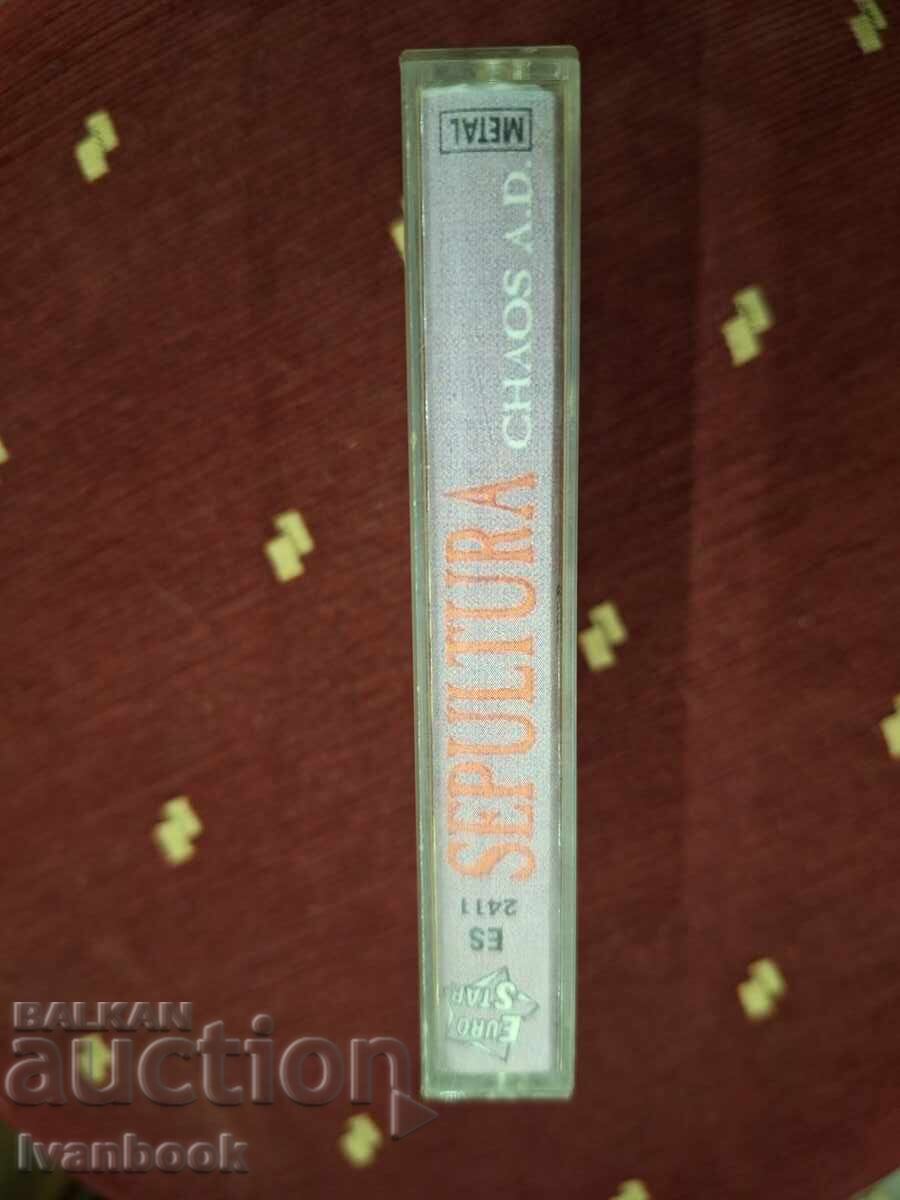 METAL
CHAOS A.D.
SEPULTURA
ES
2411
EURO
STAR
BALKAN
auction
Ivanbook